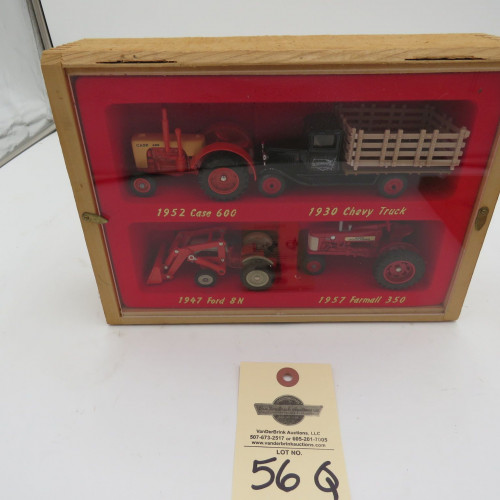 1952 Case 600
1930 Chevy Truck
1947 Ford 8N
1957 Farmall 350
VanDerBrink Auctions, LLC
507-673-2517 or 605-201-7005
www.vanderbrinkauctions.com
LOT NO.
56 Q